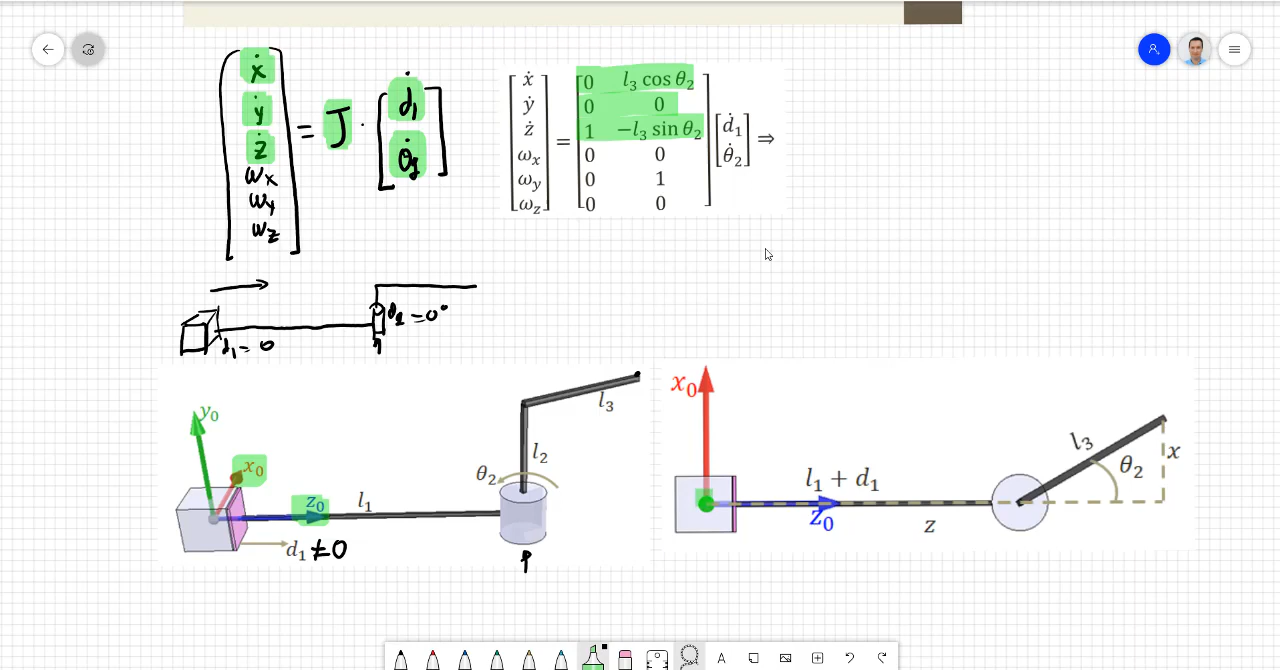 ẋ
ẏ
ż
ωx
ωy
ωz
= J · [ḋ1
θ̇y]
ẋ
ẏ
ż
ωx
ωy
ωz
=
0 l3 cos θ2
0 0
1 −l3 sin θ2
0 0
0 1
0 0
ḋ1
θ̇2
⇒
d1 = 0
θ2 = 0°
y0
x0
z0
l1
d1 ≠ 0
θ2
l2
l3
x0
l1 + d1
z0
z
l3
θ2
x
A